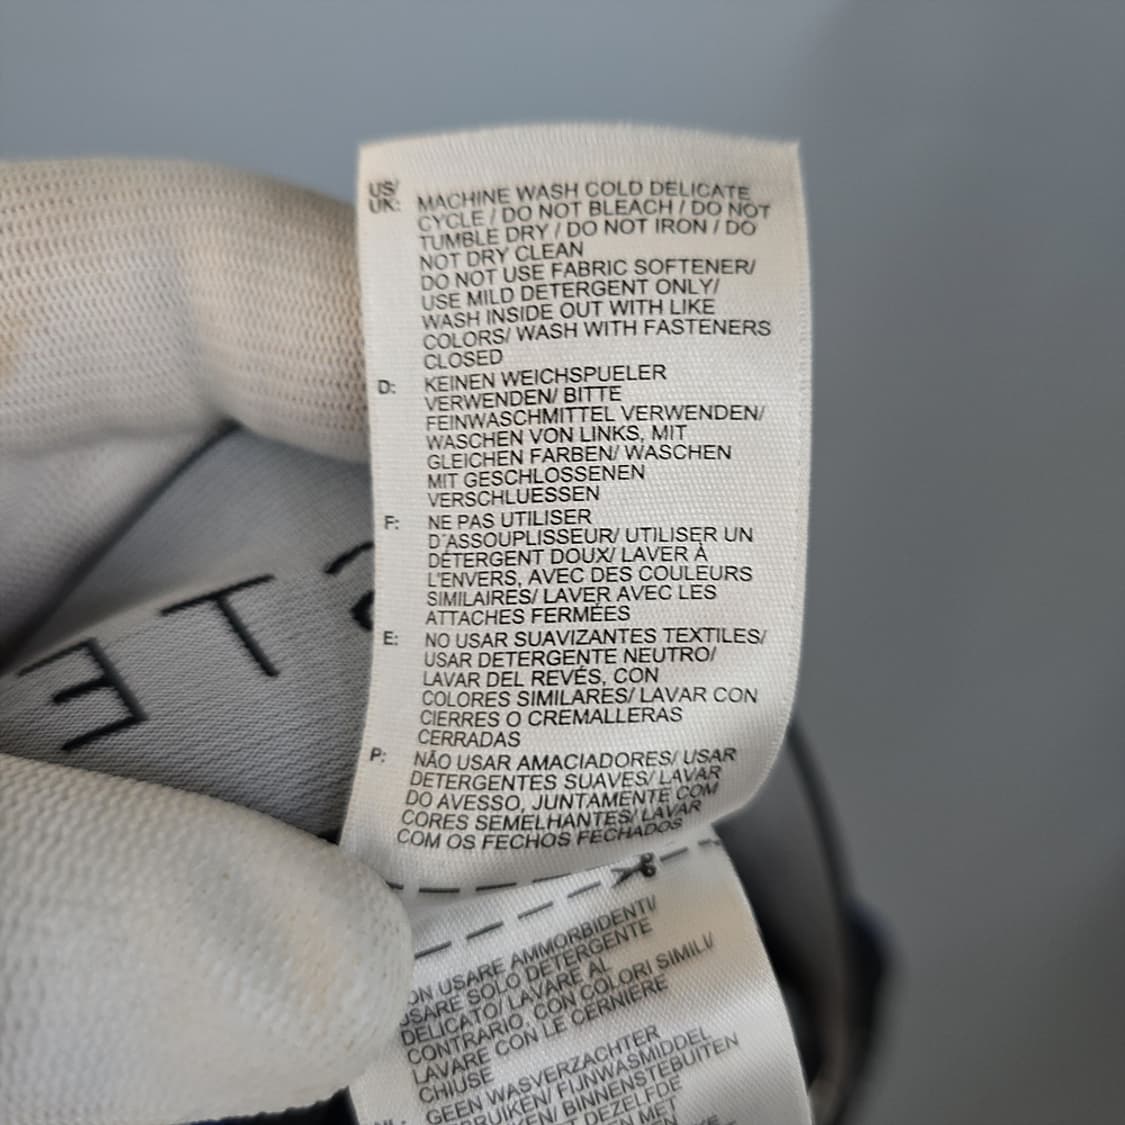 US/
UK: MACHINE WASH COLD DELICATE
CYCLE / DO NOT BLEACH / DO NOT
TUMBLE DRY / DO NOT IRON / DO
NOT DRY CLEAN
DO NOT USE FABRIC SOFTENER/
USE MILD DETERGENT ONLY/
WASH INSIDE OUT WITH LIKE
COLORS/ WASH WITH FASTENERS
CLOSED
D: KEINEN WEICHSPUELER
VERWENDEN/ BITTE
FEINWASCHMITTEL VERWENDEN/
WASCHEN VON LINKS, MIT
GLEICHEN FARBEN/ WASCHEN
MIT GESCHLOSSENEN
VERSCHLUESSEN
F: NE PAS UTILISER
D´ASSOUPLISSEUR/ UTILISER UN
DÉTERGENT DOUX/ LAVER À
L'ENVERS, AVEC DES COULEURS
SIMILAIRES/ LAVER AVEC LES
ATTACHES FERMÉES
E: NO USAR SUAVIZANTES TEXTILES/
USAR DETERGENTE NEUTRO/
LAVAR DEL REVÉS, CON
COLORES SIMILARES/ LAVAR CON
CIERRES O CREMALLERAS
CERRADAS
P: NÃO USAR AMACIADORES/ USAR
DETERGENTES SUAVES/ LAVAR
DO AVESSO, JUNTAMENTE COM
CORES SEMELHANTES/ LAVAR
COM OS FECHOS FECHADOS
ON USARE AMMORBIDENTI/
USARE SOLO DETERGENTE
DELICATO/ LAVARE AL
CONTRARIO, CON COLORI SIMILI/
LAVARE CON LE CERNIERE
CHIUSE
GEEN WASVERZACHTER
BRUIKEN/ FIJNWASMIDDEL
RUIKEN/ BINNENSTEBUITEN
T DEZELFDE
N MET